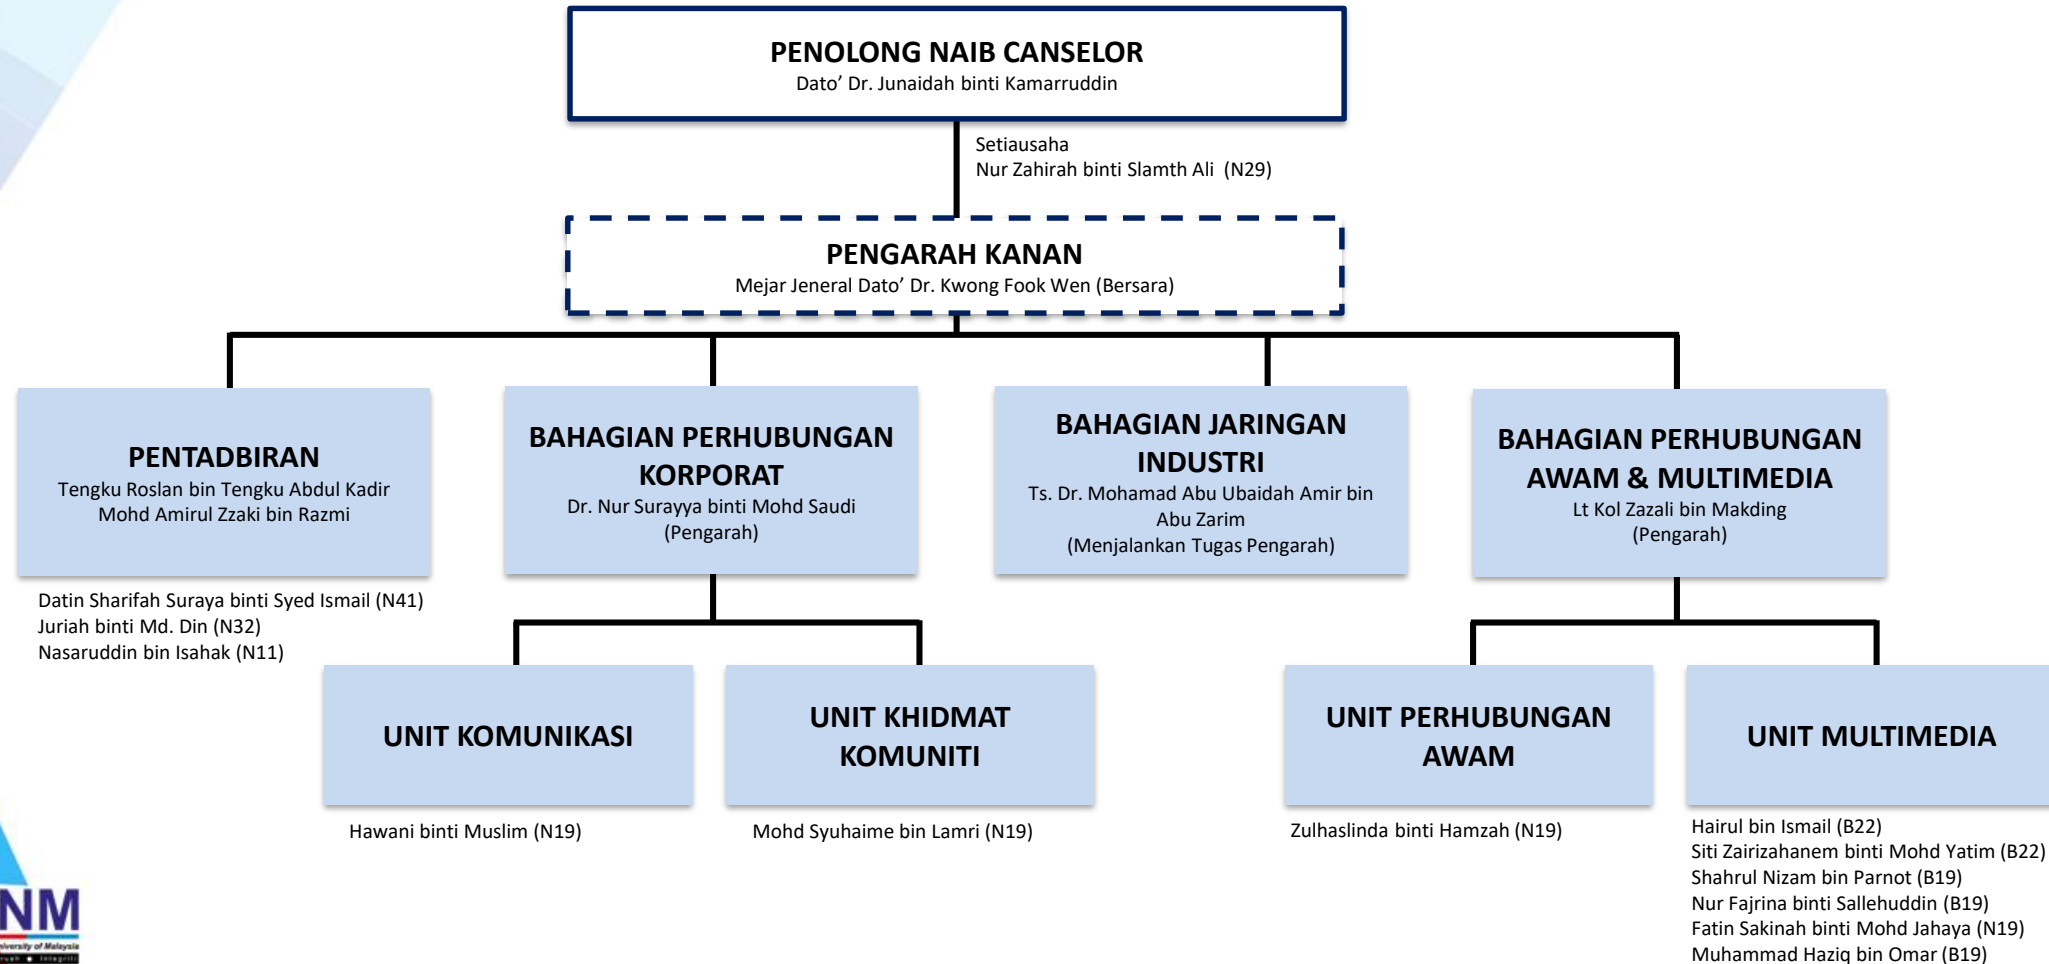 PENOLONG NAIB CANSELOR
Dato’ Dr. Junaidah binti Kamarruddin
Setiausaha
Nur Zahirah binti Slamth Ali (N29)
PENGARAH KANAN
Mejar Jeneral Dato’ Dr. Kwong Fook Wen (Bersara)
PENTADBIRAN
Tengku Roslan bin Tengku Abdul Kadir
Mohd Amirul Zzaki bin Razmi
Datin Sharifah Suraya binti Syed Ismail (N41)
Juriah binti Md. Din (N32)
Nasaruddin bin Isahak (N11)
BAHAGIAN PERHUBUNGAN
KORPORAT
Dr. Nur Surayya binti Mohd Saudi
(Pengarah)
BAHAGIAN JARINGAN
INDUSTRI
Ts. Dr. Mohamad Abu Ubaidah Amir bin
Abu Zarim
(Menjalankan Tugas Pengarah)
BAHAGIAN PERHUBUNGAN
AWAM & MULTIMEDIA
Lt Kol Zazali bin Makding
(Pengarah)
UNIT KOMUNIKASI
Hawani binti Muslim (N19)
UNIT KHIDMAT
KOMUNITI
Mohd Syuhaime bin Lamri (N19)
UNIT PERHUBUNGAN
AWAM
Zulhaslinda binti Hamzah (N19)
UNIT MULTIMEDIA
Hairul bin Ismail (B22)
Siti Zairizahanem binti Mohd Yatim (B22)
Shahrul Nizam bin Parnot (B19)
Nur Fajrina binti Sallehuddin (B19)
Fatin Sakinah binti Mohd Jahaya (N19)
Muhammad Haziq bin Omar (B19)
NM
of Malaysia
Integriti